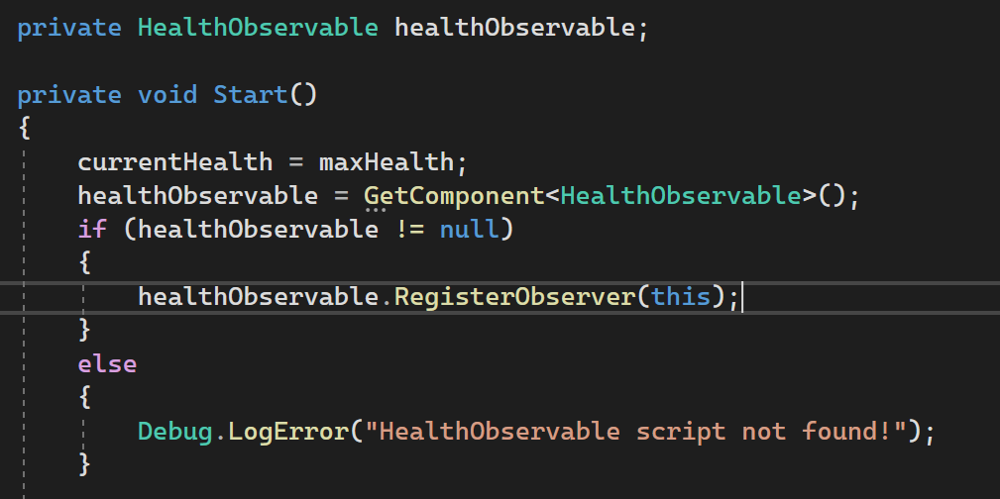 private HealthObservable healthObservable;
private void Start()
{
currentHealth = maxHealth;
healthObservable = GetComponent<HealthObservable>();
if (healthObservable != null)
{
healthObservable.RegisterObserver(this);
}
else
{
Debug.LogError("HealthObservable script not found!");
}